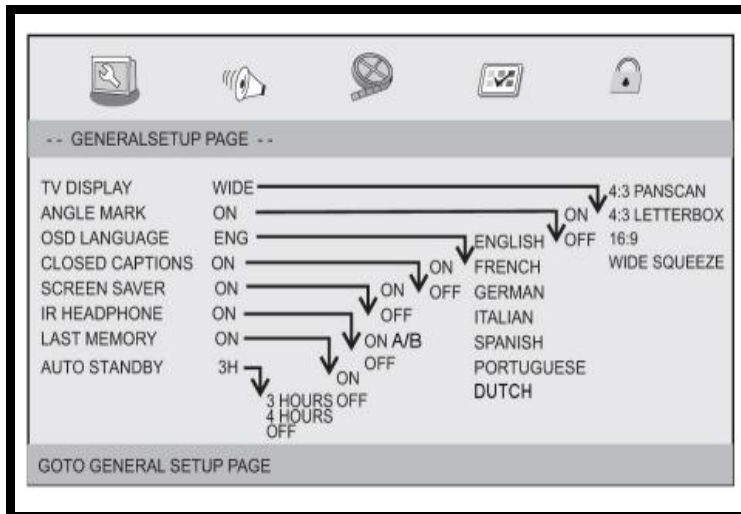 -- GENERALSETUP PAGE --
TV DISPLAY WIDE 4:3 PANSCAN
ANGLE MARK ON ON 4:3 LETTERBOX
OSD LANGUAGE ENG ENGLISH OFF 16:9
CLOSED CAPTIONS ON ON FRENCH WIDE SQUEEZE
SCREEN SAVER ON ON OFF GERMAN
IR HEADPHONE ON OFF ITALIAN
LAST MEMORY ON ON A/B SPANISH
AUTO STANDBY 3H OFF PORTUGUESE
ON DUTCH
3 HOURS OFF
4 HOURS
OFF
GOTO GENERAL SETUP PAGE